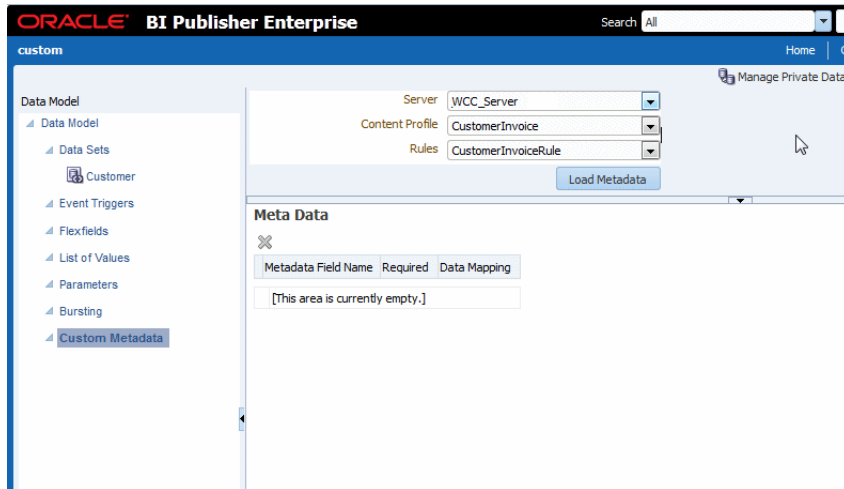 ORACLE® BI Publisher Enterprise Search All
custom Home
Manage Private Data
Data Model
Data Model
Data Sets
Customer
Event Triggers
Flexfields
List of Values
Parameters
Bursting
Custom Metadata
Server WCC_Server
Content Profile CustomerInvoice
Rules CustomerInvoiceRule
Load Metadata
Meta Data
Metadata Field Name Required Data Mapping
[This area is currently empty.]